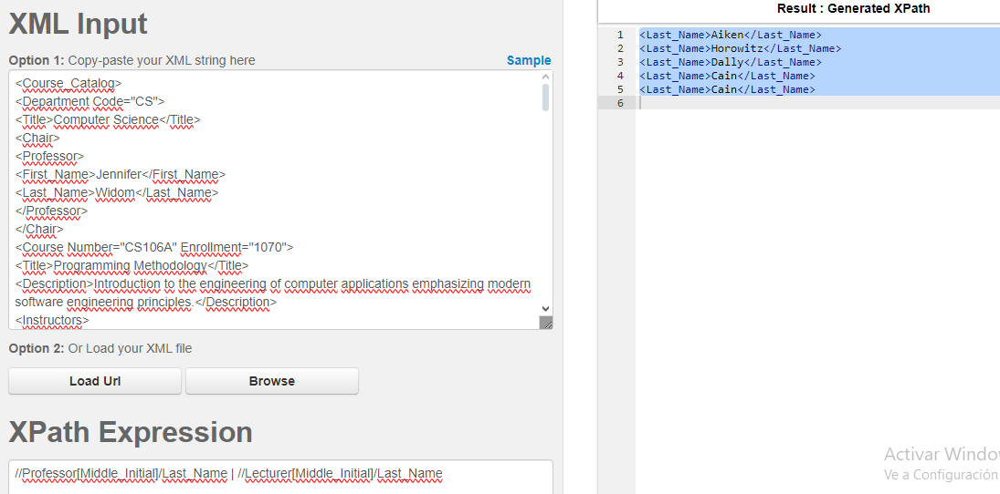 XML Input
Option 1: Copy-paste your XML string here
Sample
<Course_Catalog>
<Department Code="CS">
<Title>Computer Science</Title>
<Chair>
<Professor>
<First_Name>Jennifer</First_Name>
<Last_Name>Widom</Last_Name>
</Professor>
</Chair>
<Course Number="CS106A" Enrollment="1070">
<Title>Programming Methodology</Title>
<Description>Introduction to the engineering of computer applications emphasizing modern
software engineering principles.</Description>
<Instructors>
Option 2: Or Load your XML file
Load Url
Browse
XPath Expression
//Professor[Middle_Initial]/Last_Name | //Lecturer[Middle_Initial]/Last_Name
Result : Generated XPath
1 <Last_Name>Aiken</Last_Name>
2 <Last_Name>Horowitz</Last_Name>
3 <Last_Name>Dally</Last_Name>
4 <Last_Name>Cain</Last_Name>
5 <Last_Name>Cain</Last_Name>
6
Activar Windo
Ve a Configuración